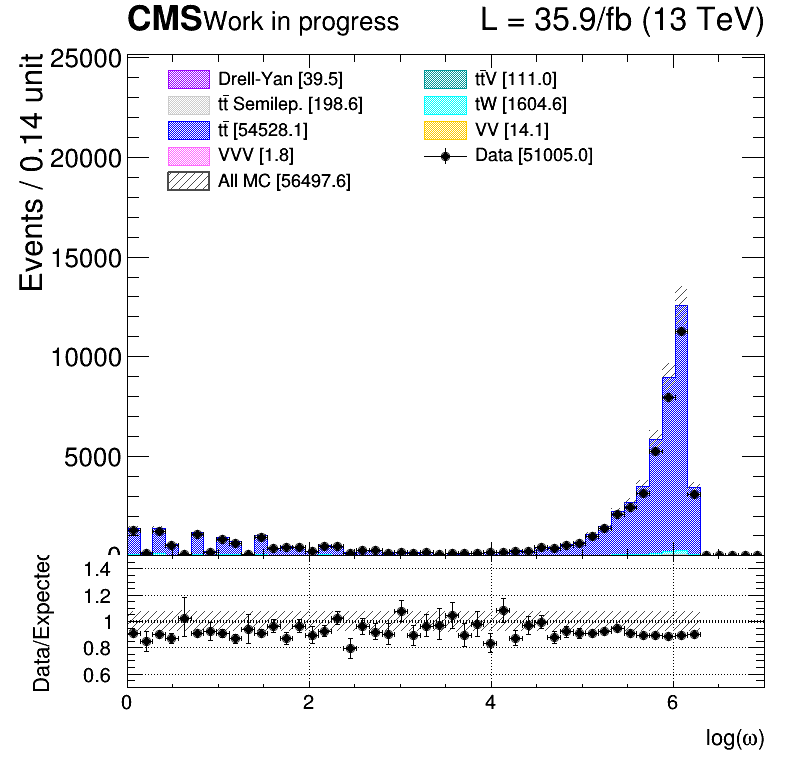 CMS Work in progress L = 35.9/fb (13 TeV)
Events / 0.14 unit
25000
20000
15000
10000
5000
0
Drell-Yan [39.5]
tt̄ Semilep. [198.6]
tt̄ [54528.1]
VVV [1.8]
All MC [56497.6]
tt̄V [111.0]
tW [1604.6]
VV [14.1]
Data [51005.0]
Data/Expected
1.4
1.2
1
0.8
0.6
0 2 4 6
log(ω)